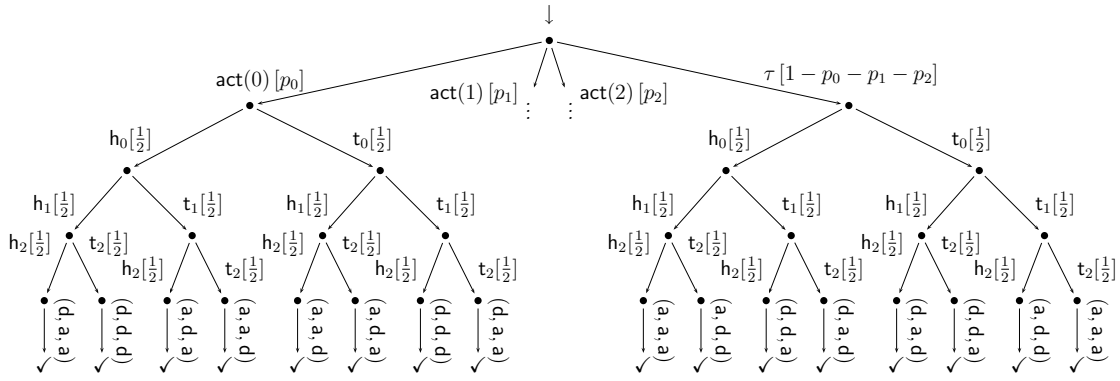 act(0) [p₀]
act(1) [p₁]
act(2) [p₂]
τ [1 − p₀ − p₁ − p₂]
⋮ ⋮
h₀[½] t₀[½] h₀[½] t₀[½]
h₁[½] t₁[½] h₁[½] t₁[½] h₁[½] t₁[½] h₁[½] t₁[½]
h₂[½] t₂[½] h₂[½] t₂[½] h₂[½] t₂[½] h₂[½] t₂[½] h₂[½] t₂[½] h₂[½] t₂[½] h₂[½] t₂[½] h₂[½] t₂[½]
(d, a, a)
(d, d, d)
(a, d, d)
(a, a, d)
(a, a, d)
(a, d, a)
(d, d, a)
(d, a, d)
(a, a, a)
(a, d, d)
(d, d, a)
(d, a, d)
(d, a, d)
(d, d, a)
(a, d, d)
(a, a, a)
✓ ✓ ✓ ✓ ✓ ✓ ✓ ✓ ✓ ✓ ✓ ✓ ✓ ✓ ✓ ✓